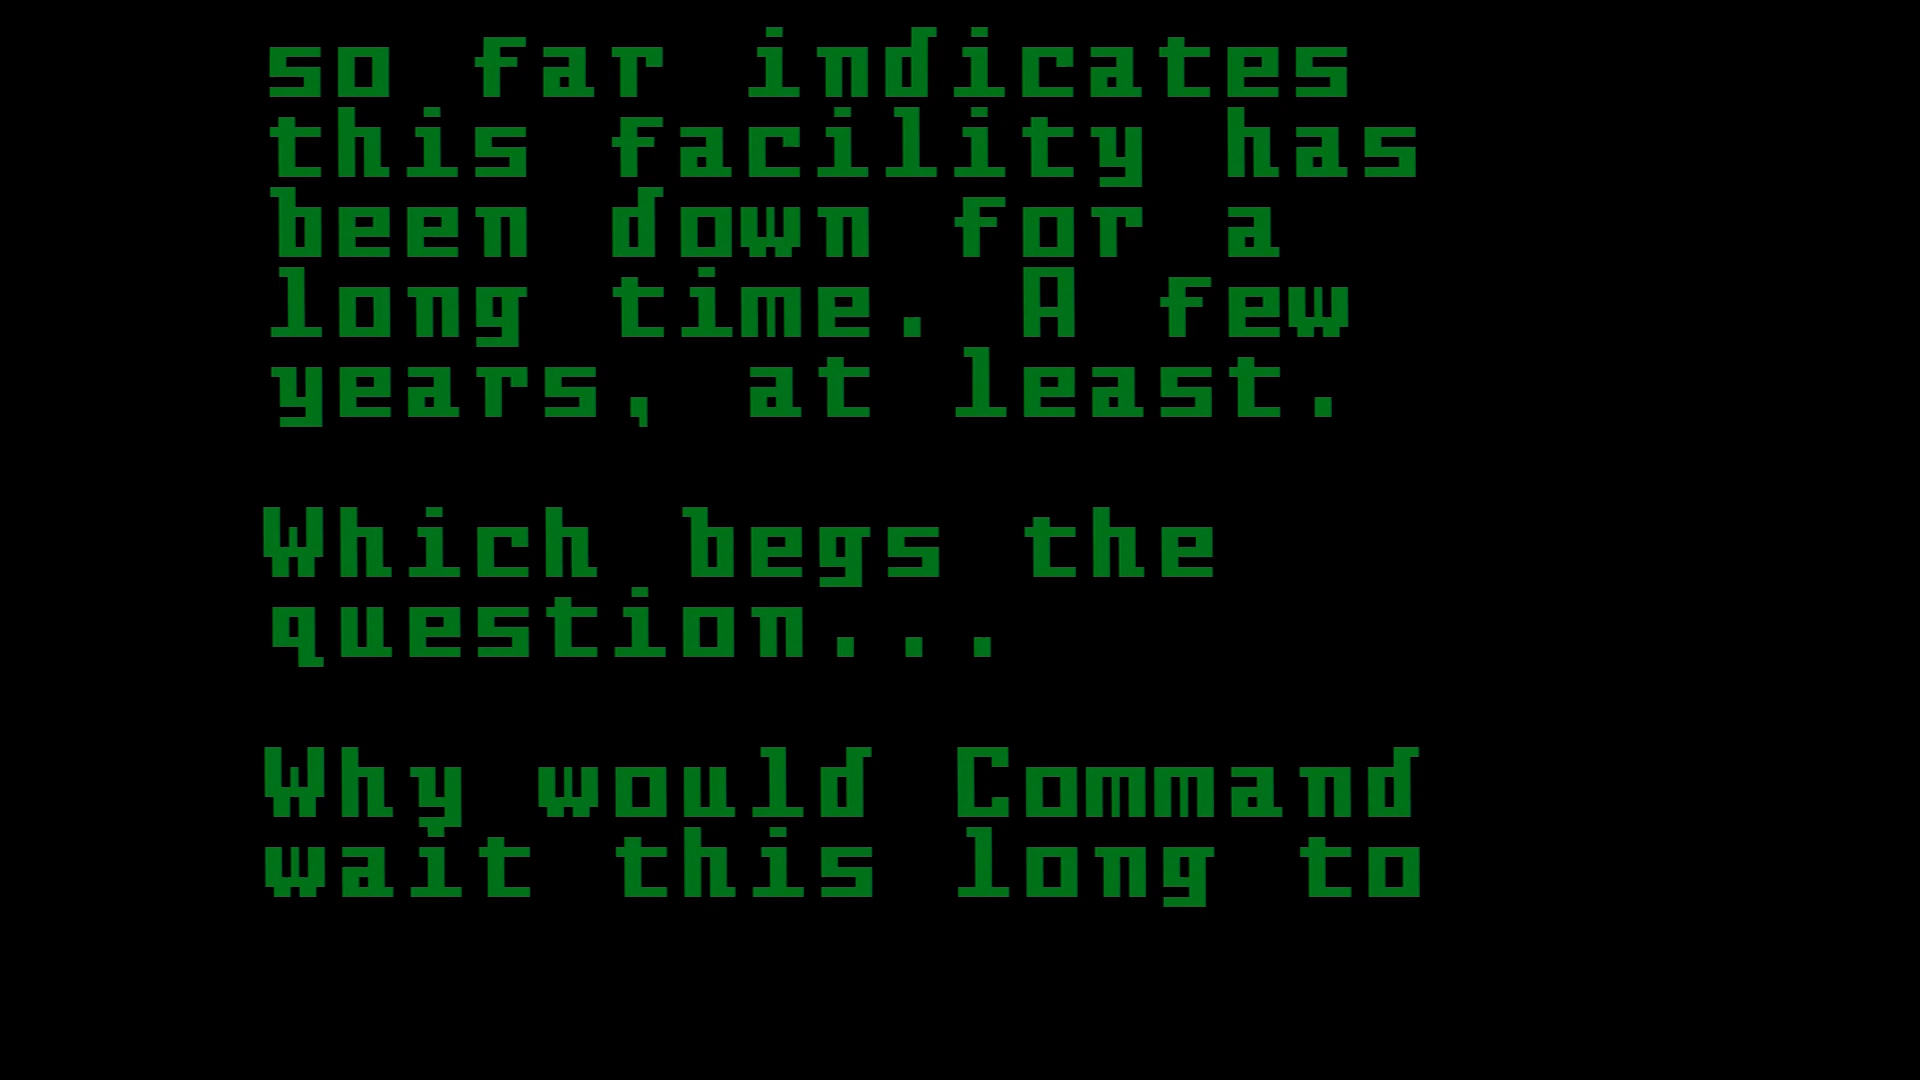 so far indicates
this facility has
been down for a
long time. A few
years, at least.
Which begs the
question...
Why would Command
wait this long to